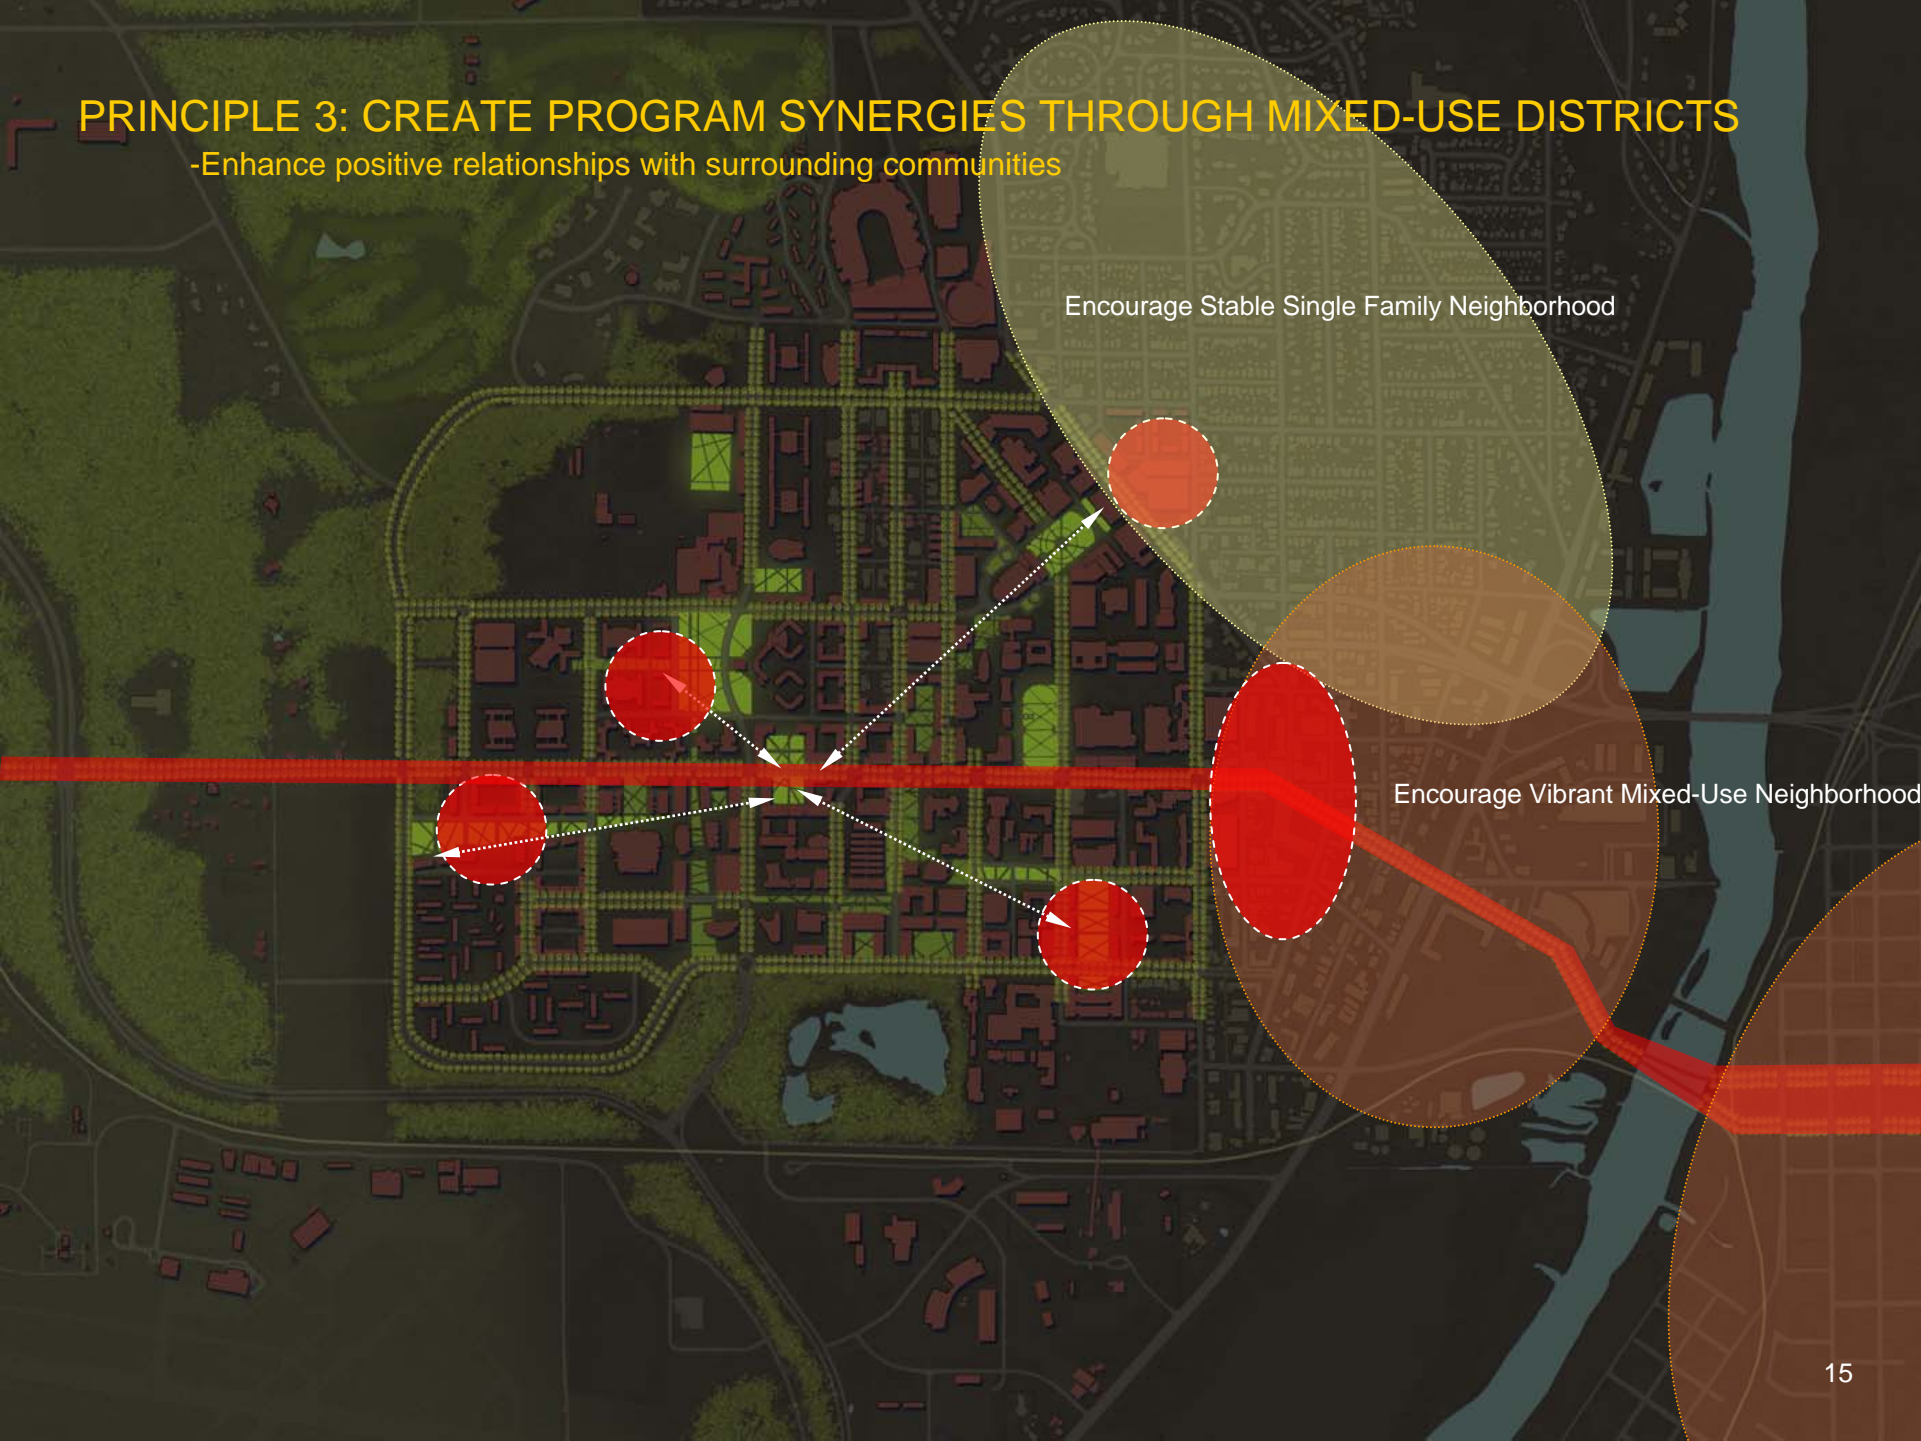 PRINCIPLE 3: CREATE PROGRAM SYNERGIES THROUGH MIXED-USE DISTRICTS
-Enhance positive relationships with surrounding communities
Encourage Stable Single Family Neighborhood
Encourage Vibrant Mixed-Use Neighborhood
15